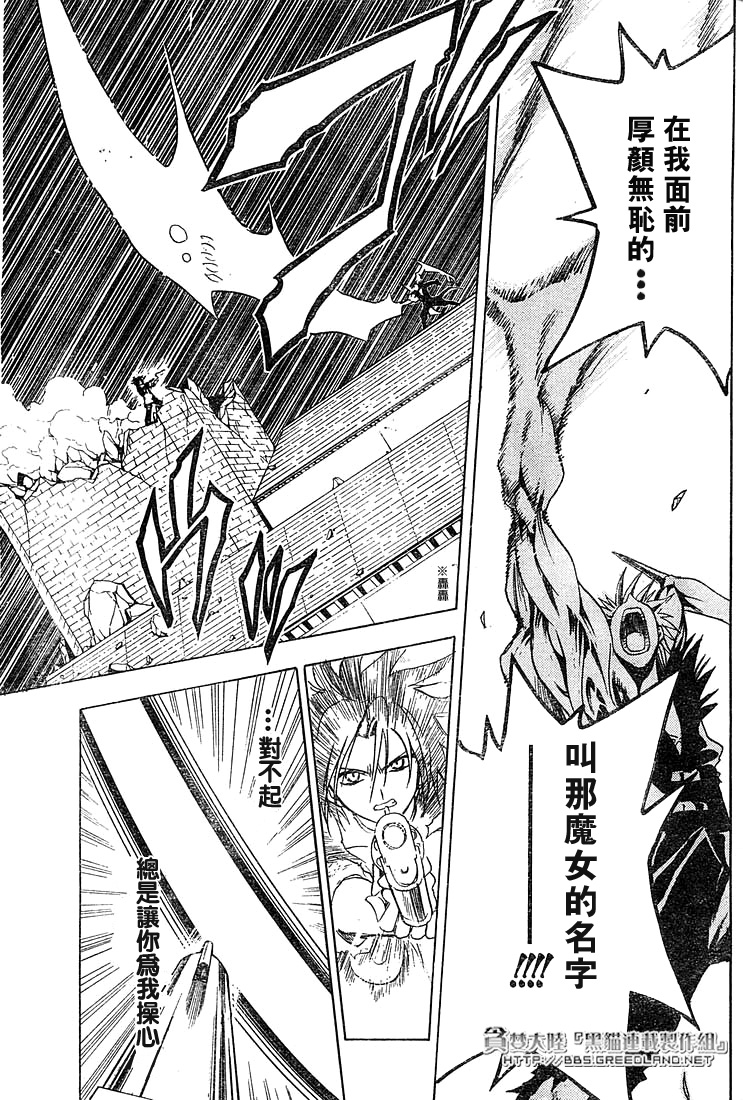 在我面前
厚顏無恥的…
叫那魔女的名字
——!!!!
※轟轟
…對不起
總是讓你為我操心
貪婪大陸『黑貓連載製作組』
HTTP://BBS.GREEDLAND.NET/